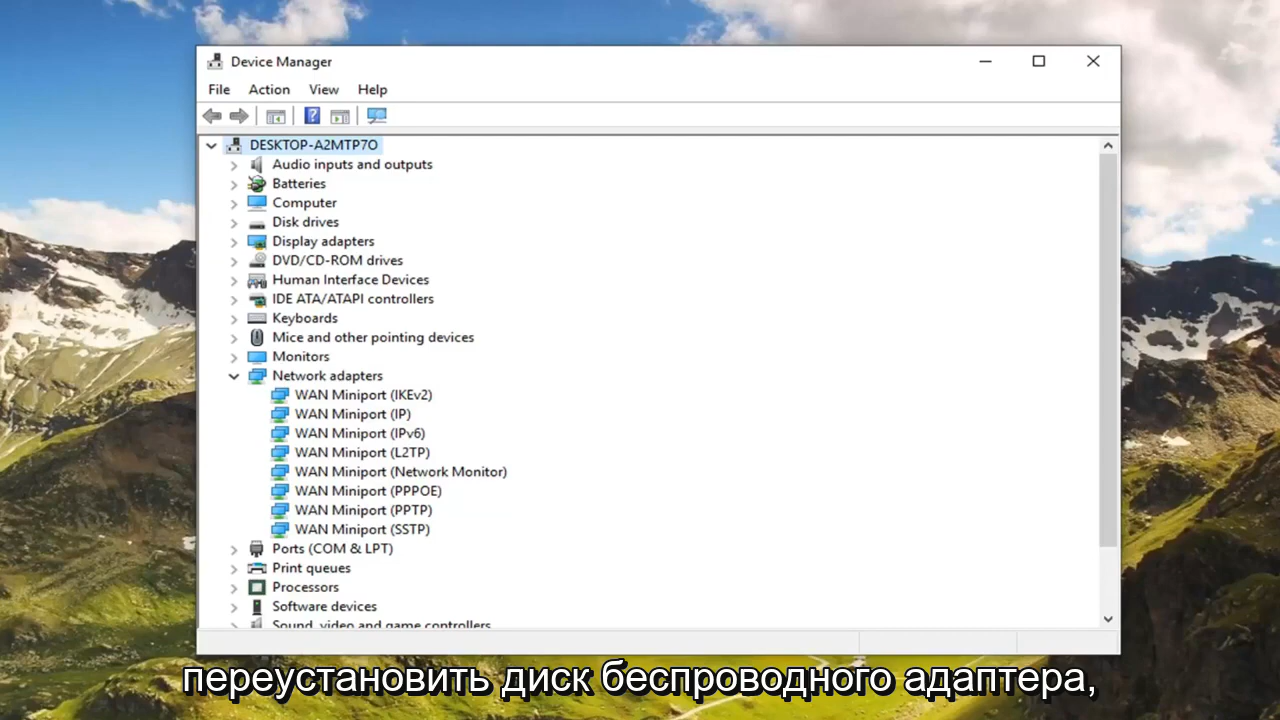 Device Manager
File Action View Help
DESKTOP-A2MTP7O
Audio inputs and outputs
Batteries
Computer
Disk drives
Display adapters
DVD/CD-ROM drives
Human Interface Devices
IDE ATA/ATAPI controllers
Keyboards
Mice and other pointing devices
Monitors
Network adapters
WAN Miniport (IKEv2)
WAN Miniport (IP)
WAN Miniport (IPv6)
WAN Miniport (L2TP)
WAN Miniport (Network Monitor)
WAN Miniport (PPPOE)
WAN Miniport (PPTP)
WAN Miniport (SSTP)
Ports (COM & LPT)
Print queues
Processors
Software devices
Sound, video and game controllers
переустановить диск беспроводного адаптера,